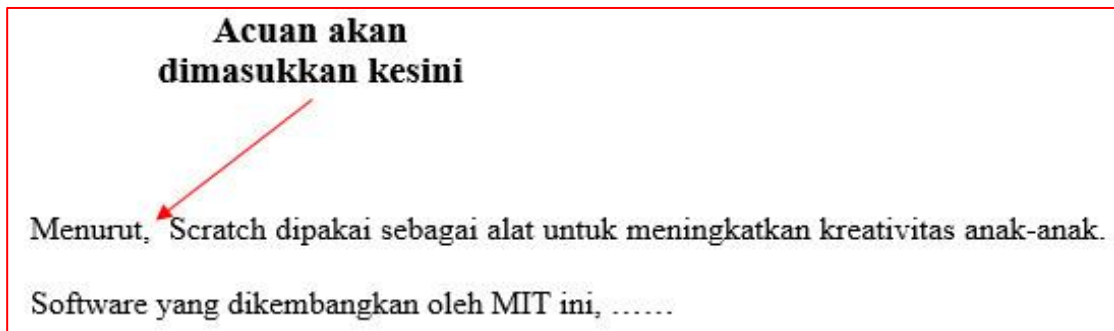 Acuan akan
dimasukkan kesini
Menurut, Scratch dipakai sebagai alat untuk meningkatkan kreativitas anak-anak.
Software yang dikembangkan oleh MIT ini, ……